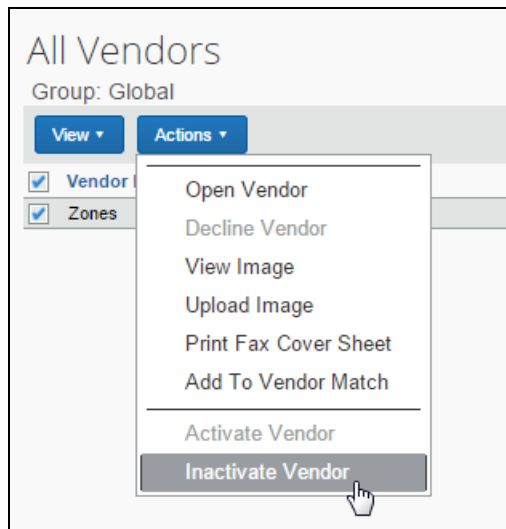 All Vendors
Group: Global
View ▾ Actions ▾
Vendor
Zones
Open Vendor
Decline Vendor
View Image
Upload Image
Print Fax Cover Sheet
Add To Vendor Match
Activate Vendor
Inactivate Vendor